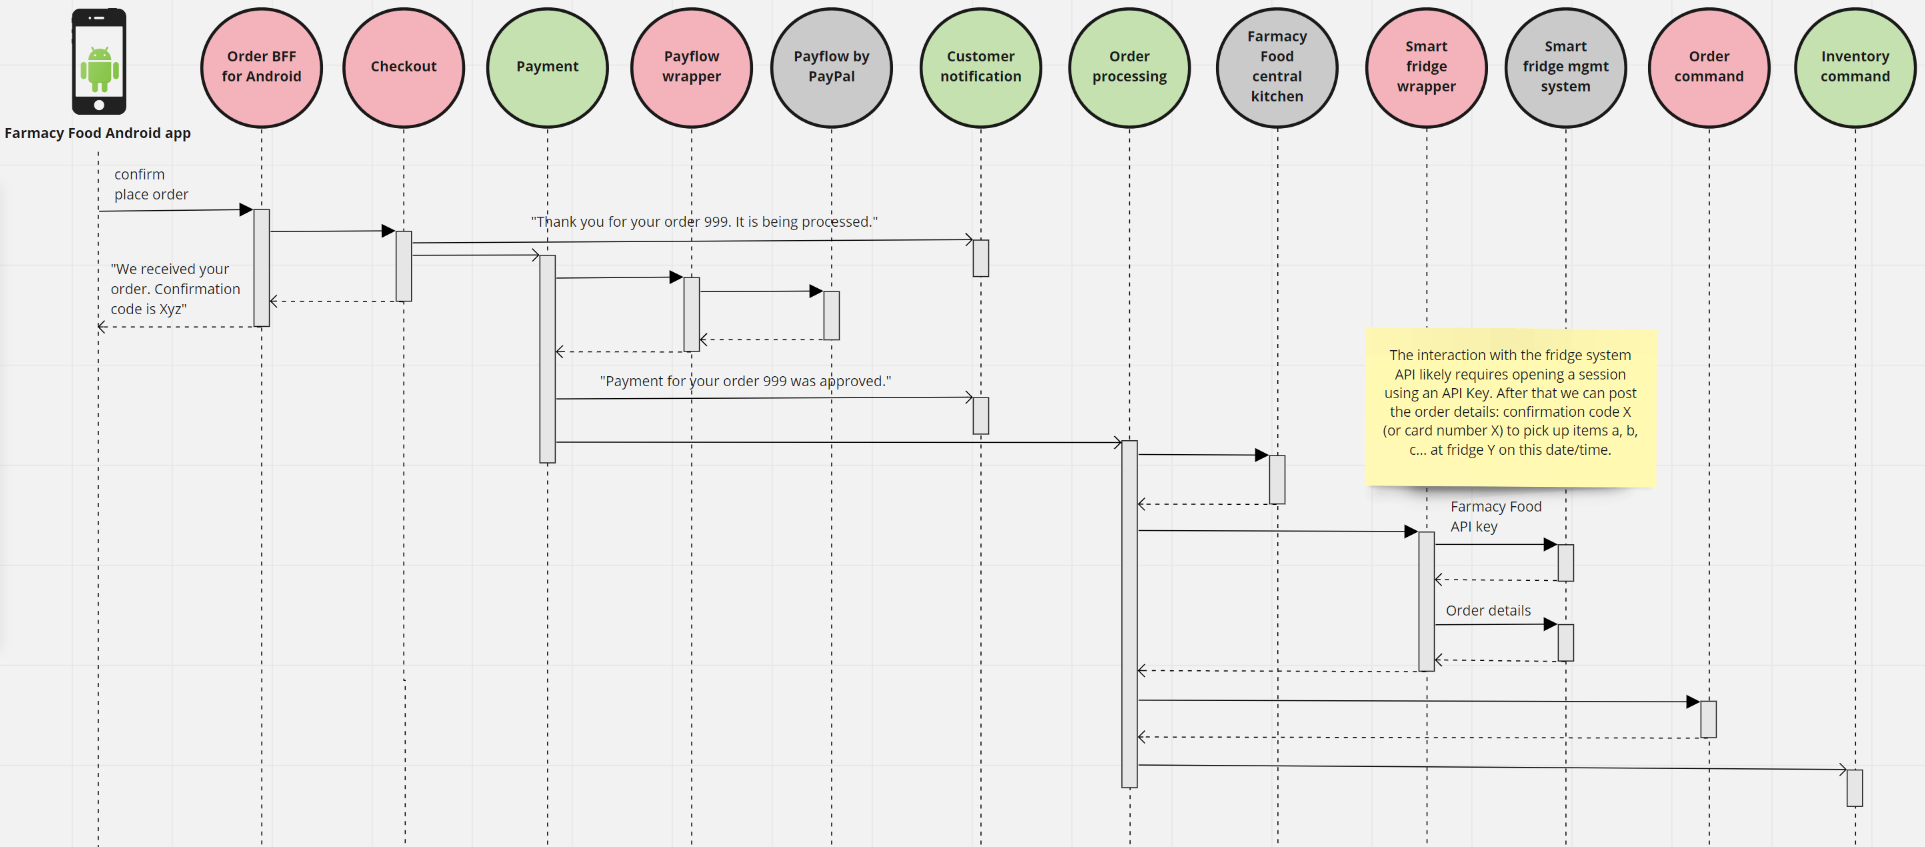 Farmacy Food Android app
Order BFF
for Android
Checkout
Payment
Payflow
wrapper
Payflow by
PayPal
Customer
notification
Order
processing
Farmacy
Food
central
kitchen
Smart
fridge
wrapper
Smart
fridge mgmt
system
Order
command
Inventory
command
confirm
place order
"Thank you for your order 999. It is being processed."
"We received your
order. Confirmation
code is Xyz"
"Payment for your order 999 was approved."
The interaction with the fridge system
API likely requires opening a session
using an API Key. After that we can post
the order details: confirmation code X
(or card number X) to pick up items a, b,
c... at fridge Y on this date/time.
Farmacy Food
API key
Order details